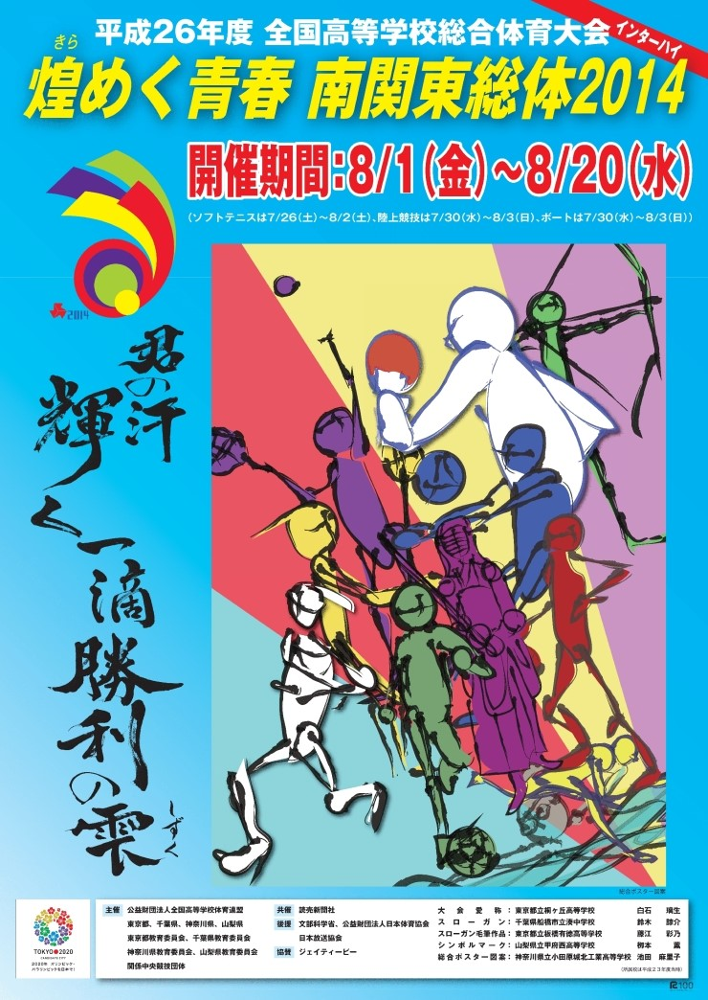 平成26年度 全国高等学校総合体育大会
インターハイ
きら
煌めく青春 南関東総体2014
開催期間:8/1(金)~8/20(水)
(ソフトテニスは7/26(土)~8/2(土)、陸上競技は7/30(水)~8/3(日)、ボートは7/30(水)~8/3(日))
2014
君の汗
輝く
一滴
勝利の雫
しずく
総合ポスター図案
主催 公益財団法人全国高等学校体育連盟
東京都、千葉県、神奈川県、山梨県
東京都教育委員会、千葉県教育委員会
神奈川県教育委員会、山梨県教育委員会
関係中央競技団体
共催 読売新聞社
後援 文部科学省、公益財団法人日本体育協会
日本放送協会
協賛 ジェイティービー
大会愛称:東京都立桐ヶ丘高等学校 白石 璃生
スローガン:千葉県船橋市立湊中学校 鈴木 諒介
スローガン毛筆作品:東京都立板橋有徳高等学校 藤江 彩乃
シンボルマーク:山梨県立甲府西高等学校 栁本 薫
総合ポスター図案:神奈川県立小田原城北工業高等学校 池田 麻里子
(所属校は平成23年度当時)
TOKYO 2020
CANDIDATE CITY
2020年 オリンピック・
パラリンピックを日本で!
R100